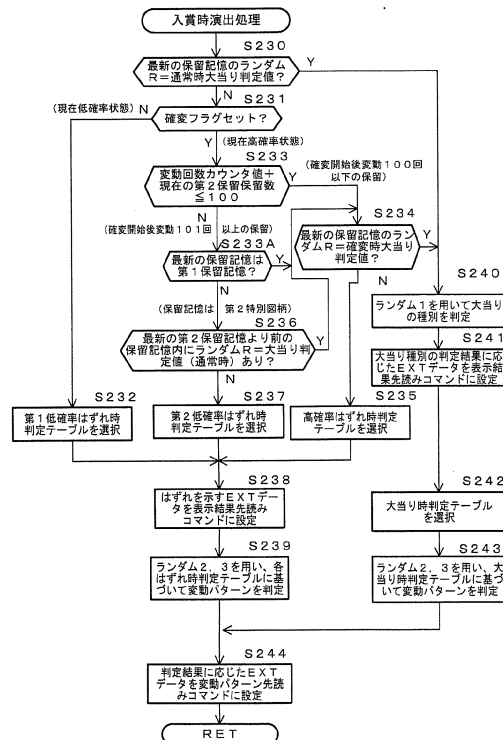 入賞時演出処理
S230
最新の保留記憶のランダム
R=通常時大当り判定値?
Y
N
S231
(現在低確率状態)
N
確変フラグセット?
Y
(現在高確率状態)
S233
変動回数カウンタ値+
現在の第2保留保留数
≦100
Y
(確変開始後変動100回
以下の保留)
N
(確変開始後変動101回
以上の保留)
S234
最新の保留記憶のラン
ダムR=確変時大当り
判定値?
Y
N
S233A
最新の保留記憶は
第1保留記憶?
Y
N
(保留記憶は 第2特別図柄)
S236
最新の第2保留記憶より前の
保留記憶内にランダムR=大当り判
定値(通常時)あり?
Y
N
S240
ランダム1を用いて大当り
の種別を判定
S241
大当り種別の判定結果に応
じたEXTデータを表示結
果先読みコマンドに設定
S232
第1低確率はずれ時
判定テーブルを選択
S237
第2低確率はずれ時
判定テーブルを選択
S235
高確率はずれ時判定
テーブルを選択
S238
はずれを示すEXTデー
タを表示結果先読み
コマンドに設定
S242
大当り時判定テーブル
を選択
S239
ランダム2,3を用い、各
はずれ時判定テーブルに基
づいて変動パターンを判定
S243
ランダム2,3を用い、大
当り時判定テーブルに基づ
いて変動パターンを判定
S244
判定結果に応じたEXT
データを変動パターン先読
みコマンドに設定
RET